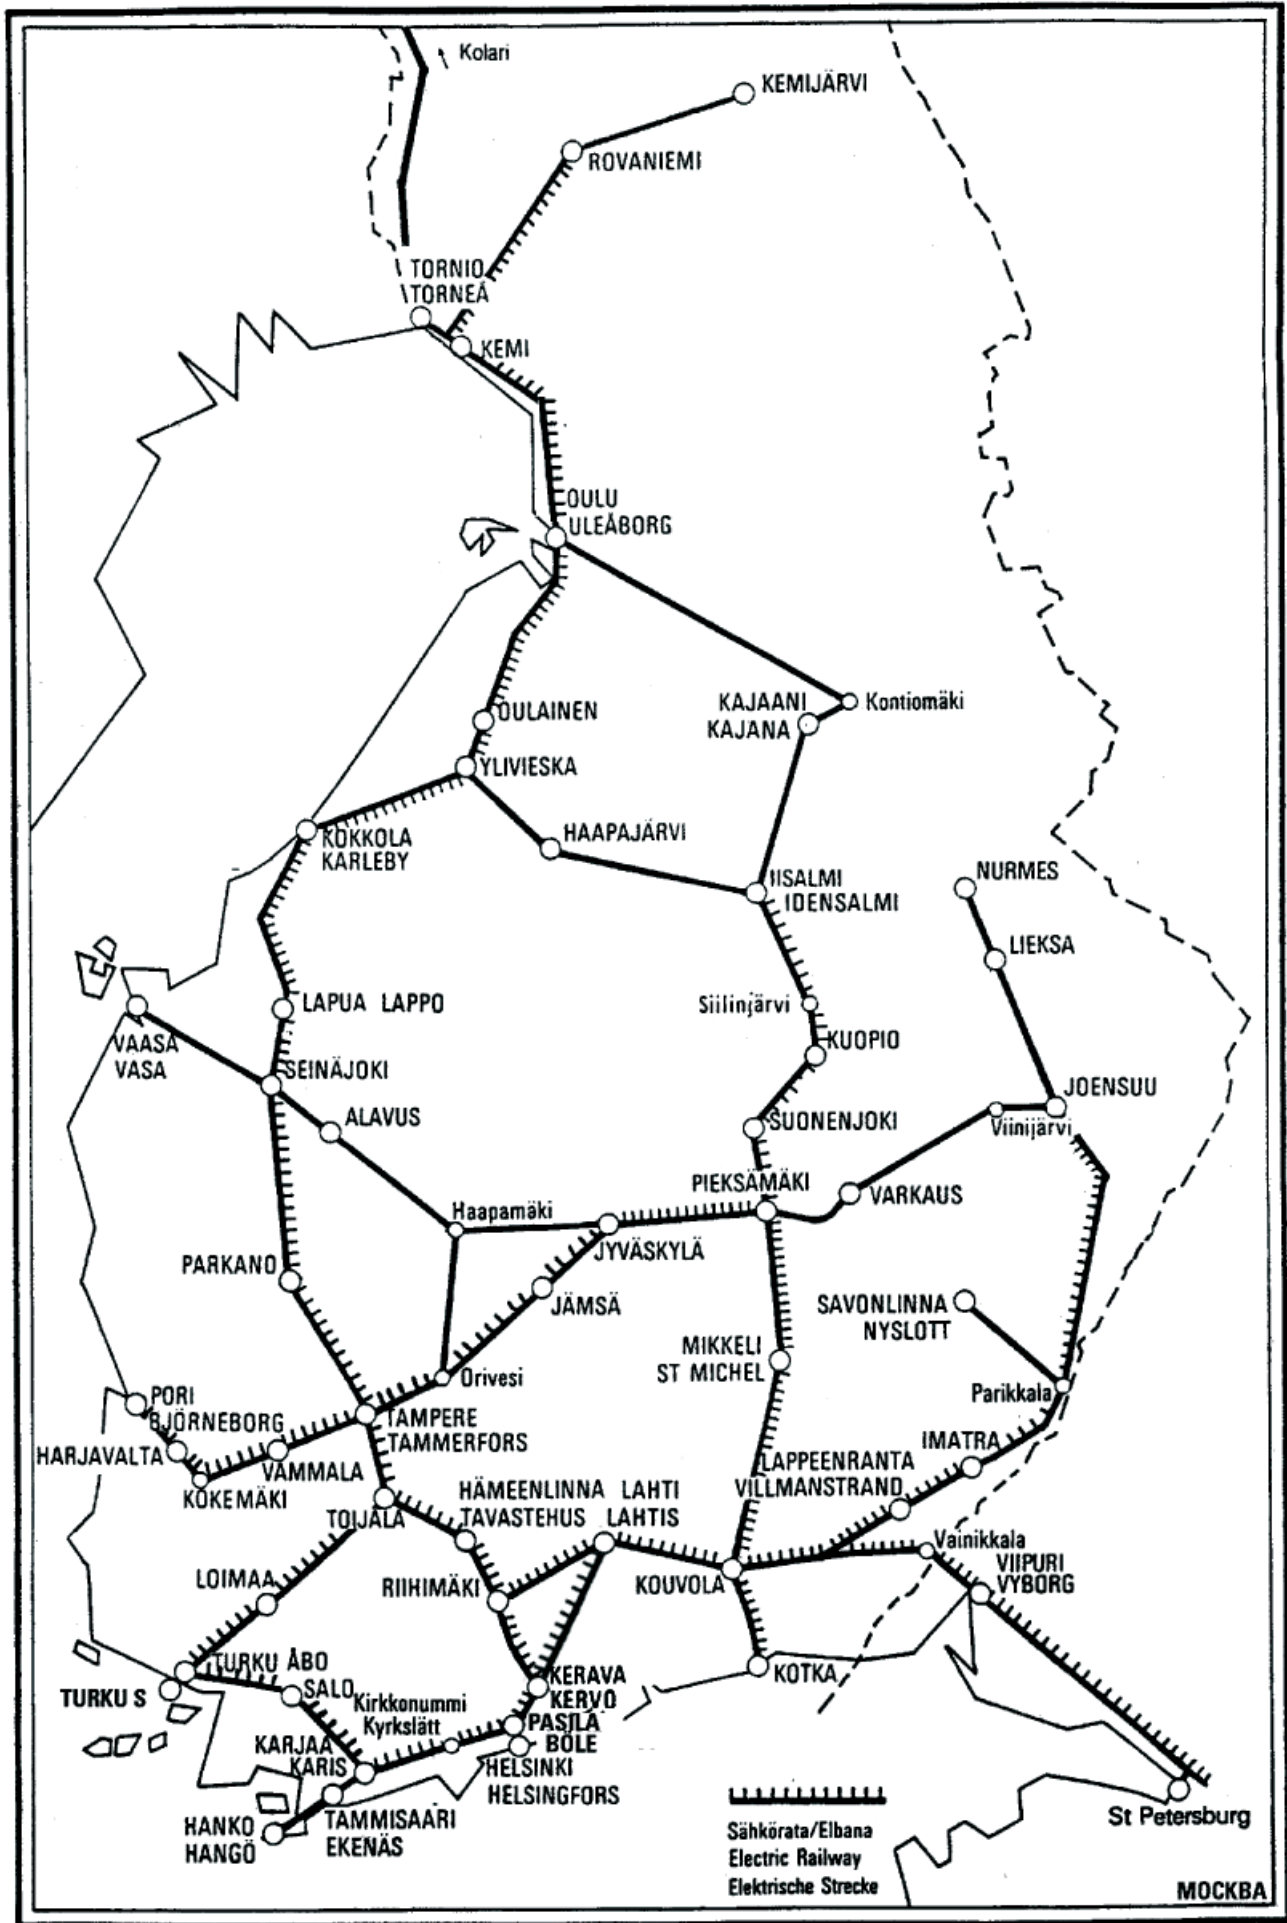 Kolari
KEMIJÄRVI
ROVANIEMI
TORNIO
TORNEÅ
KEMI
OULU
ULEÅBORG
KAJAANI
KAJANA
Kontiomäki
OULAINEN
YLIVIESKA
HAAPAJÄRVI
KOKKOLA
KARLEBY
IISALMI
IDENSALMI
NURMES
LIEKSA
LAPUA LAPPO
Siilinjärvi
KUOPIO
VAASA
VASA
SEINÄJOKI
ALAVUS
SUONENJOKI
JOENSUU
Viinijärvi
PIEKSÄMÄKI
VARKAUS
Haapamäki
JYVÄSKYLÄ
PARKANO
JÄMSÄ
SAVONLINNA
NYSLOTT
MIKKELI
ST MICHEL
Orivesi
Parikkala
PORI
BJÖRNEBORG
TAMPERE
TAMMERFORS
HARJAVALTA
VAMMALA
KOKEMÄKI
IMATRA
LAPPEENRANTA
VILLMANSTRAND
HÄMEENLINNA LAHTI
TAVASTEHUS LAHTIS
TOIJALA
Vainikkala
VIIPURI
VYBORG
LOIMAA
RIIHIMÄKI
KOUVOLA
TURKU ÅBO
TURKU S
SALO
KERAVA
KERVO
KOTKA
Kirkkonummi
Kyrkslätt
PASILA
BÖLE
KARJAA
KARIS
HELSINKI
HELSINGFORS
HANKO
HANGÖ
TAMMISAARI
EKENÄS
St Petersburg
Sähkörata/Elbana
Electric Railway
Elektrische Strecke
МОСКВА